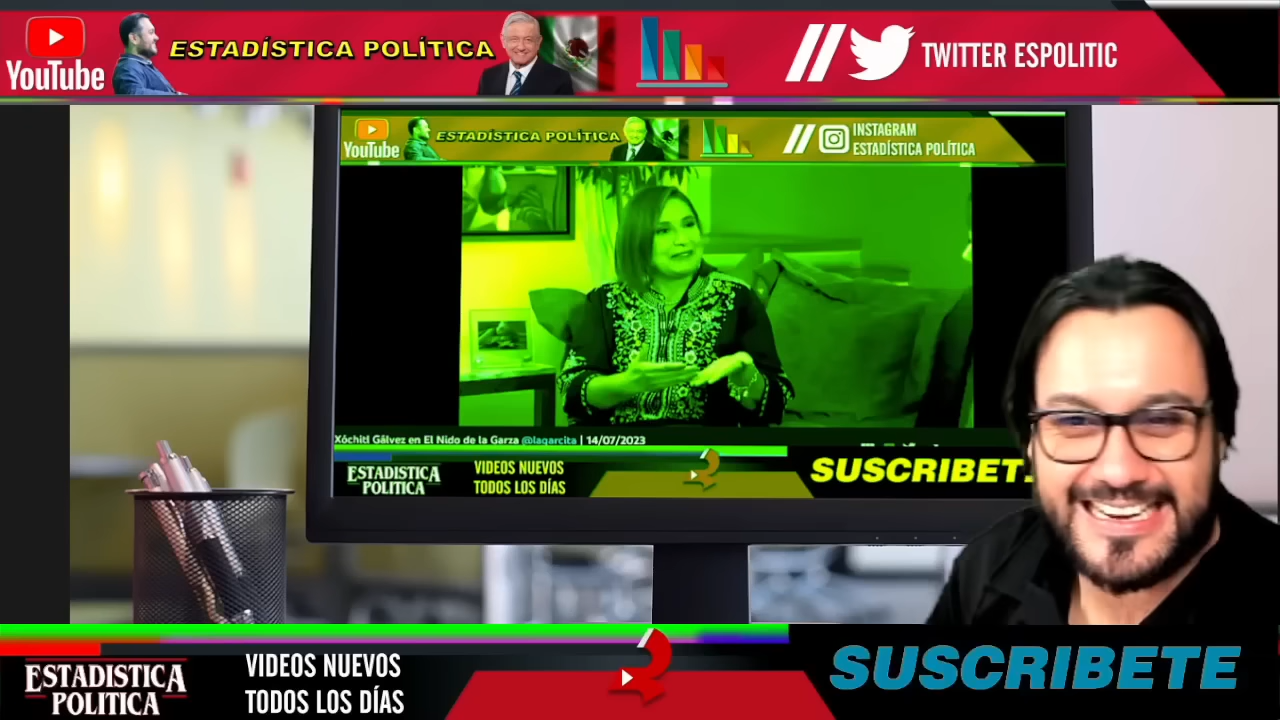 YouTube
ESTADÍSTICA POLÍTICA
TWITTER ESPOLITIC
YouTube
ESTADÍSTICA POLÍTICA
INSTAGRAM
ESTADÍSTICA POLÍTICA
Xóchitl Gálvez en El Nido de la Garza @lagarcita | 14/07/2023
ESTADISTICA
POLITICA
VIDEOS NUEVOS
TODOS LOS DÍAS
SUSCRIBET
ESTADISTICA
POLITICA
VIDEOS NUEVOS
TODOS LOS DÍAS
SUSCRIBETE